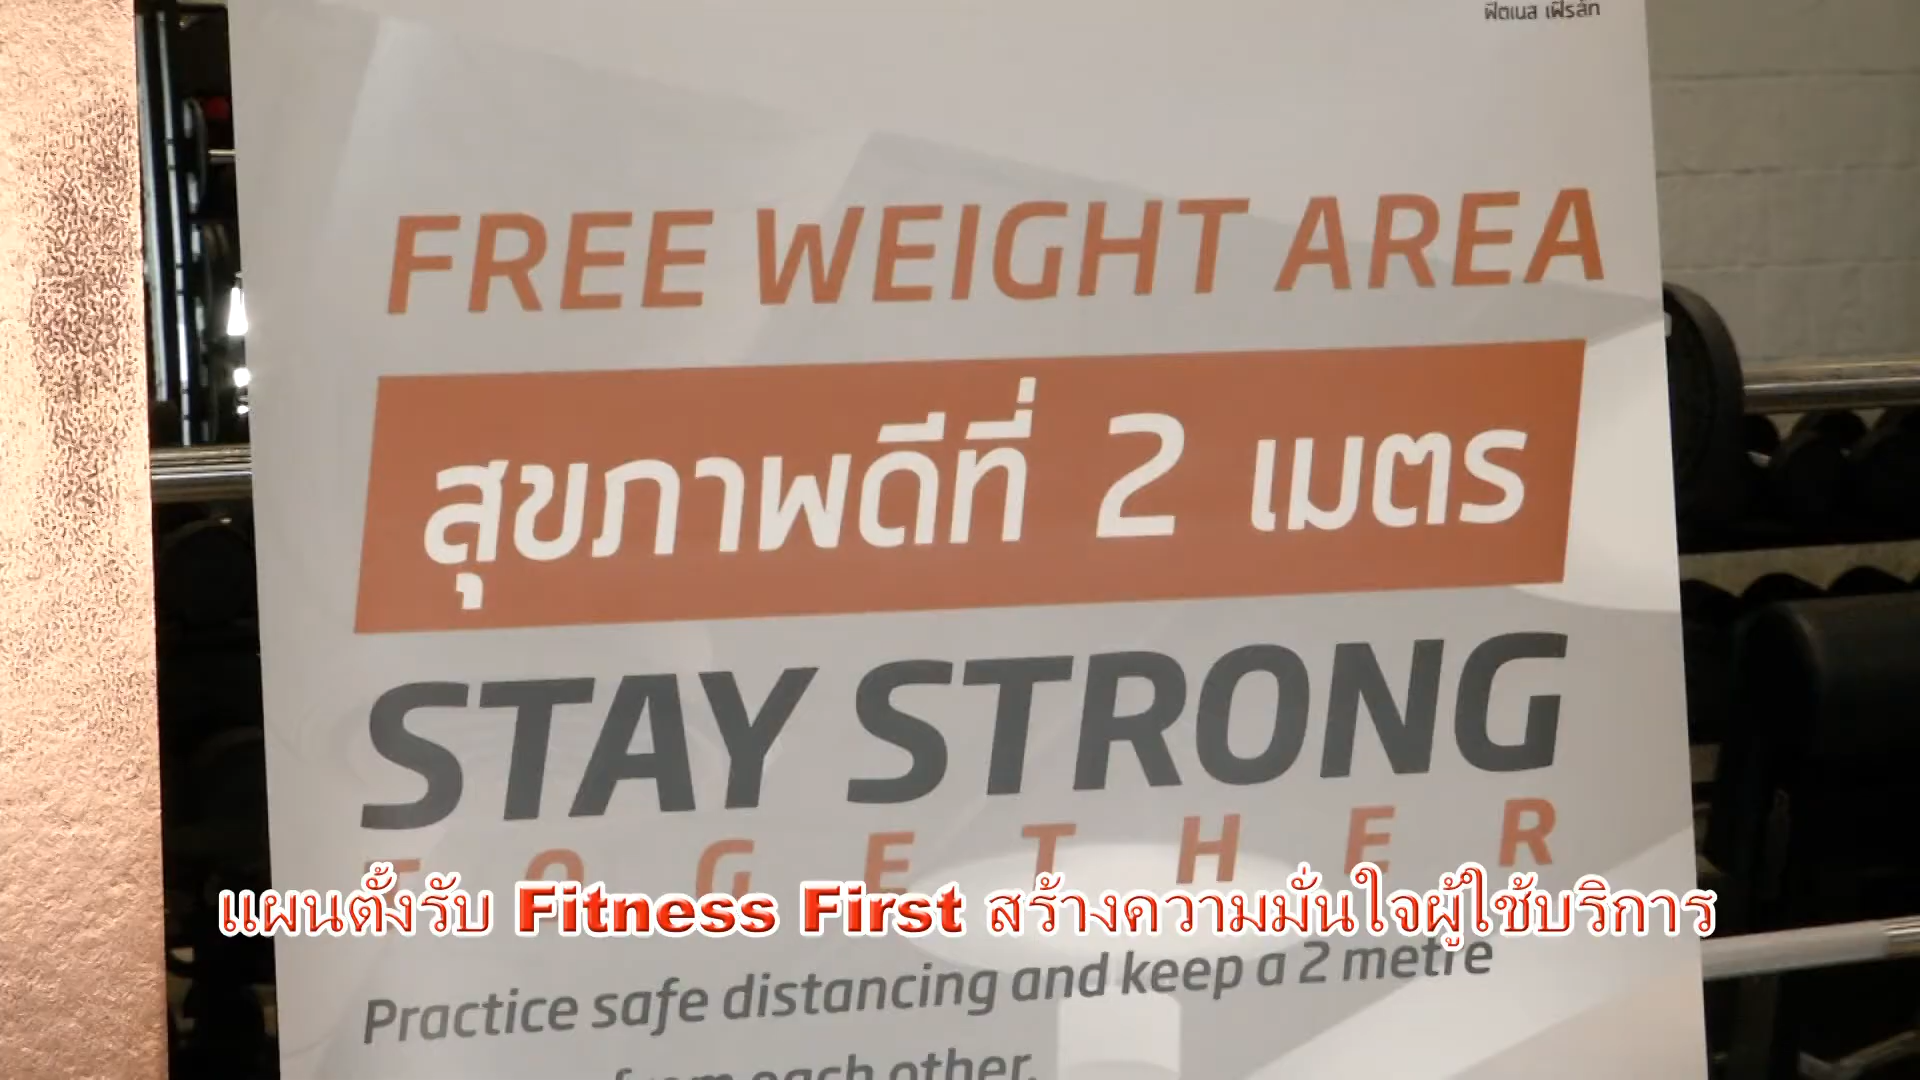 ฟิตเนส เฟิรส์ท
FREE WEIGHT AREA
สุขภาพดีที่ 2 เมตร
STAY STRONG
TOGETHER
แผนตั้งรับ Fitness First สร้างความมั่นใจผู้ใช้บริการ
Practice safe distancing and keep a 2 metre
from each other.